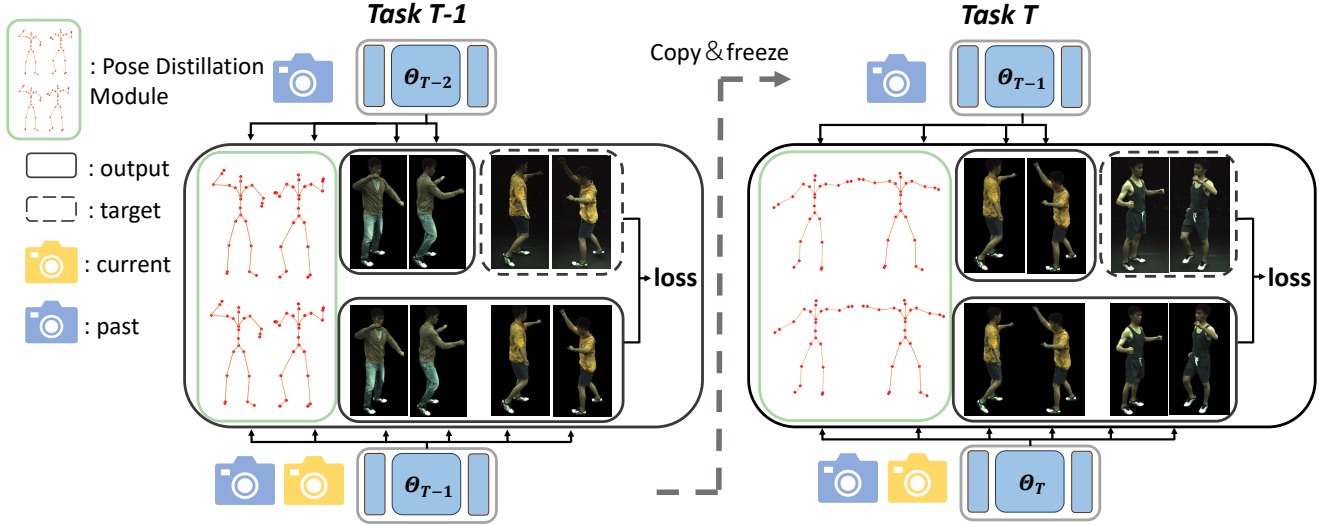 Task T-1
Task T
: Pose Distillation
Module
Θ_{T−2}
Copy＆freeze
Θ_{T−1}
: output
: target
: current
: past
loss
loss
Θ_{T−1}
Θ_T